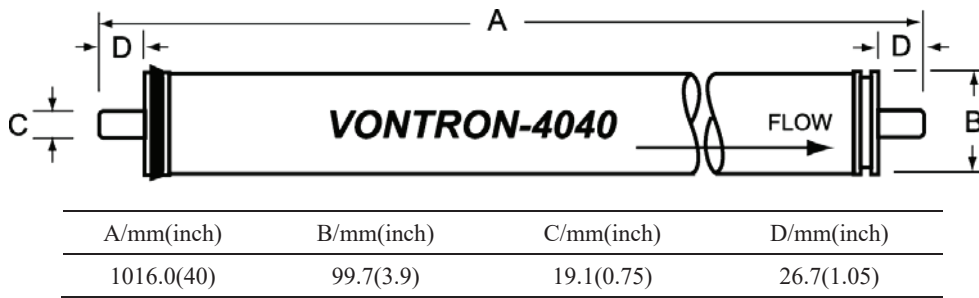 A
D D
C B
VONTRON-4040
FLOW
A/mm(inch) B/mm(inch) C/mm(inch) D/mm(inch)
1016.0(40) 99.7(3.9) 19.1(0.75) 26.7(1.05)